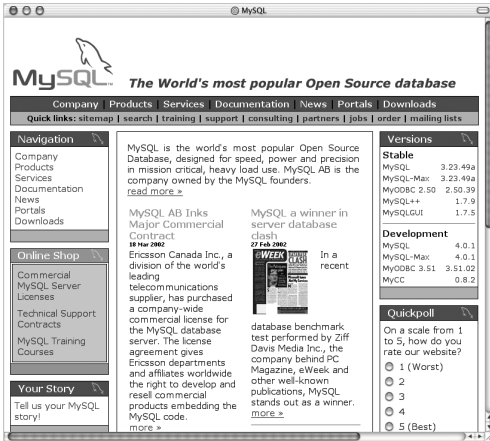 MySQL
MySQL
The World's most popular Open Source database
Company | Products | Services | Documentation | News | Portals | Downloads
Quick links: sitemap | search | training | support | consulting | partners | jobs | order | mailing lists
Navigation
Company
Products
Services
Documentation
News
Portals
Downloads
Online Shop
Commercial
MySQL Server
Licenses
Technical Support
Contracts
MySQL Training
Courses
Your Story
Tell us your MySQL
story!
MySQL is the world's most popular Open Source
Database, designed for speed, power and precision
in mission critical, heavy load use. MySQL AB is the
company owned by the MySQL founders.
read more »
MySQL AB Inks
Major Commercial
Contract
18 Mar 2002
Ericsson Canada Inc., a
division of the world's
leading
telecommunications
supplier, has purchased
a company-wide
commercial license for
the MySQL database
server. The license
agreement gives
Ericsson departments
and affiliates worldwide
the right to develop and
resell commercial
products embedding the
MySQL code.
more »
MySQL a winner in
server database
clash
27 Feb 2002
eWEEK
In a
recent
database benchmark
test performed by Ziff
Davis Media Inc., the
company behind PC
Magazine, eWeek and
other well-known
publications, MySQL
stands out as a winner.
more »
Versions
Stable
MySQL 3.23.49a
MySQL-Max 3.23.49a
MyODBC 2.50 2.50.39
MySQL++ 1.7.9
MySQLGUI 1.7.5
Development
MySQL 4.0.1
MySQL-Max 4.0.1
MyODBC 3.51 3.51.02
MyCC 0.8.2
Quickpoll
On a scale from 1
to 5, how do you
rate our website?
1 (Worst)
2
3
4
5 (Best)